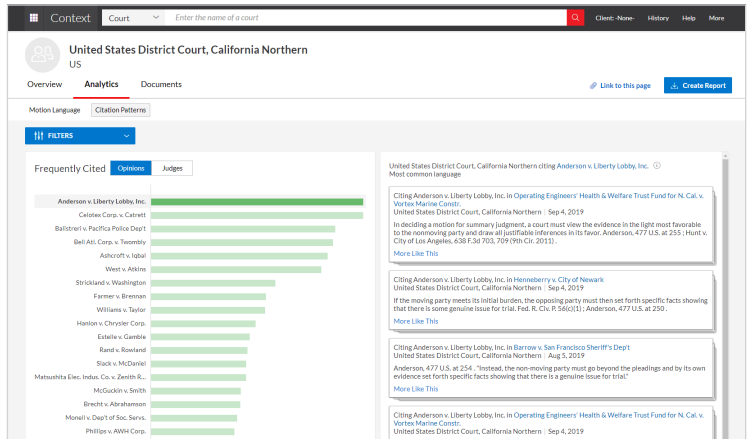 Context
Court
Enter the name of a court
Client: -None-
History
Help
More
United States District Court, California Northern
US
Overview
Analytics
Documents
Link to this page
Create Report
Motion Language
Citation Patterns
FILTERS
Frequently Cited
Opinions
Judges
Anderson v. Liberty Lobby, Inc.
Celotex Corp. v. Catrett
Balistreri v. Pacifica Police Dep't
Bell Atl. Corp. v. Twombly
Ashcroft v. Iqbal
West v. Atkins
Strickland v. Washington
Farmer v. Brennan
Williams v. Taylor
Hanlon v. Chrysler Corp.
Estelle v. Gamble
Rand v. Rowland
Slack v. McDaniel
Matsushita Elec. Indus. Co. v. Zenith R...
McGuckin v. Smith
Brecht v. Abrahamson
Monell v. Dep't of Soc. Servs.
Phillips v. AWH Corp.
United States District Court, California Northern citing Anderson v. Liberty Lobby, Inc.
Most common language
Citing Anderson v. Liberty Lobby, Inc. in Operating Engineers' Health & Welfare Trust Fund for N. Cal. v.
Vortex Marine Constr.
United States District Court, California Northern | Sep 4, 2019
In deciding a motion for summary judgment, a court must view the evidence in the light most favorable
to the nonmoving party and draw all justifiable inferences in its favor. Anderson, 477 U.S. at 255 ; Hunt v.
City of Los Angeles, 638 F.3d 703, 709 (9th Cir. 2011) .
More Like This
Citing Anderson v. Liberty Lobby, Inc. in Henneberry v. City of Newark
United States District Court, California Northern | Sep 4, 2019
If the moving party meets its initial burden, the opposing party must then set forth specific facts showing
that there is some genuine issue for trial. Fed. R. Civ. P. 56(c)(1) ; Anderson, 477 U.S. at 250 .
More Like This
Citing Anderson v. Liberty Lobby, Inc. in Barrow v. San Francisco Sheriff's Dep't
United States District Court, California Northern | Aug 5, 2019
Anderson, 477 U.S. at 254 . "Instead, the non-moving party must go beyond the pleadings and by its own
evidence set forth specific facts showing that there is a genuine issue for trial."
More Like This
Citing Anderson v. Liberty Lobby, Inc. in Operating Engineers' Health & Welfare Trust Fund for N. Cal. v.
Vortex Marine Constr.
United States District Court, California Northern | Sep 4, 2019